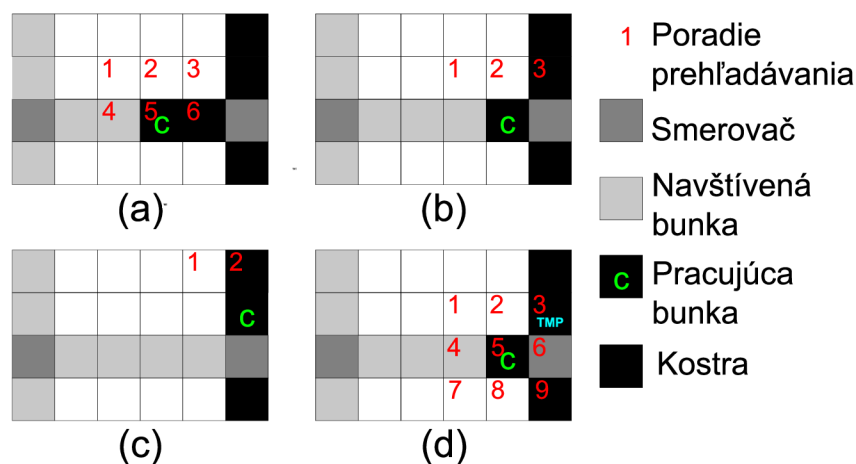 1 2 3
4 5 6
C
(a)
1 2 3
C
(b)
1 2
C
(c)
1 2 3
TMP
4 5 6
C
7 8 9
(d)
1 Poradie
prehľadávania
Smerovač
Navštívená
bunka
C Pracujúca
bunka
Kostra